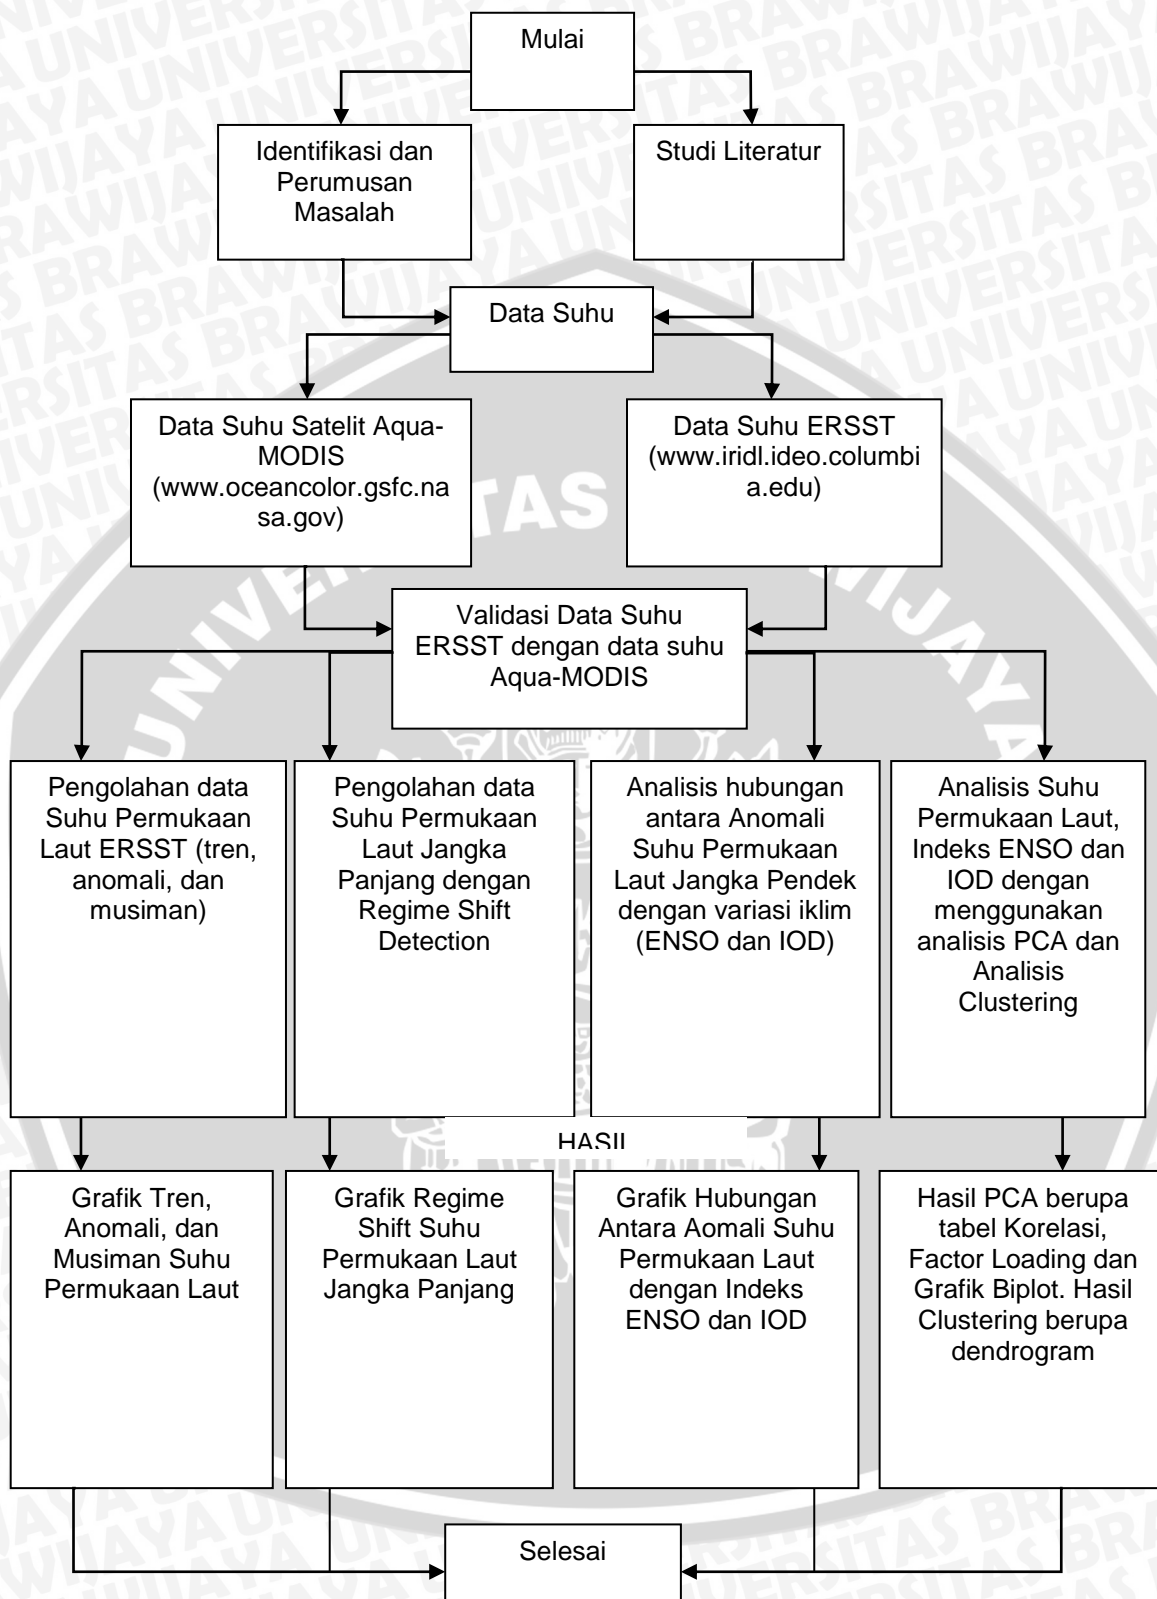 Mulai
Identifikasi dan
Perumusan
Masalah
Studi Literatur
Data Suhu
Data Suhu Satelit Aqua-
MODIS
(www.oceancolor.gsfc.na
sa.gov)
Data Suhu ERSST
(www.iridl.ideo.columbi
a.edu)
Validasi Data Suhu
ERSST dengan data suhu
Aqua-MODIS
Pengolahan data
Suhu Permukaan
Laut ERSST (tren,
anomali, dan
musiman)
Pengolahan data
Suhu Permukaan
Laut Jangka
Panjang dengan
Regime Shift
Detection
Analisis hubungan
antara Anomali
Suhu Permukaan
Laut Jangka Pendek
dengan variasi iklim
(ENSO dan IOD)
Analisis Suhu
Permukaan Laut,
Indeks ENSO dan
IOD dengan
menggunakan
analisis PCA dan
Analisis
Clustering
HASIL
Grafik Tren,
Anomali, dan
Musiman Suhu
Permukaan Laut
Grafik Regime
Shift Suhu
Permukaan Laut
Jangka Panjang
Grafik Hubungan
Antara Aomali Suhu
Permukaan Laut
dengan Indeks
ENSO dan IOD
Hasil PCA berupa
tabel Korelasi,
Factor Loading dan
Grafik Biplot. Hasil
Clustering berupa
dendrogram
Selesai